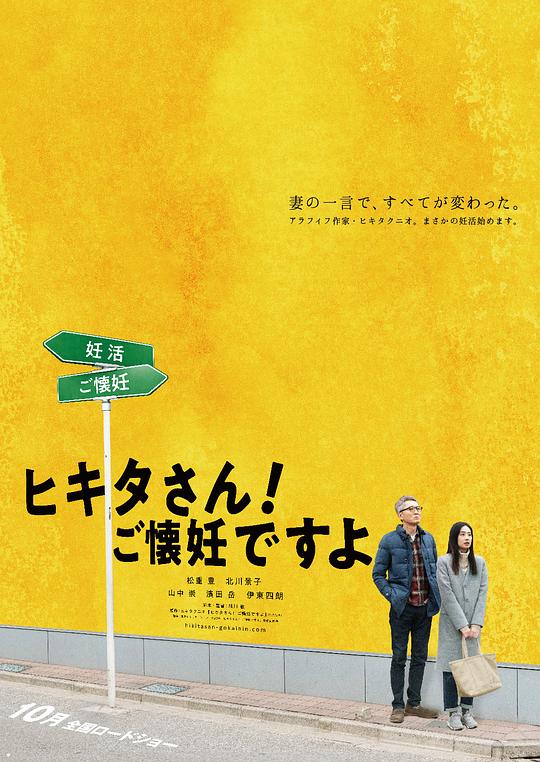 妻の一言で、すべてが変わった。
アラフィフ作家・ヒキタクニオ。まさかの妊活始めます。
妊活
ご懐妊
ヒキタさん!
ご懐妊ですよ
松重 豊 北川景子
山中 崇 濱田 岳 伊東四朗
hikitasan-gokainin.com
10月 全国ロードショー